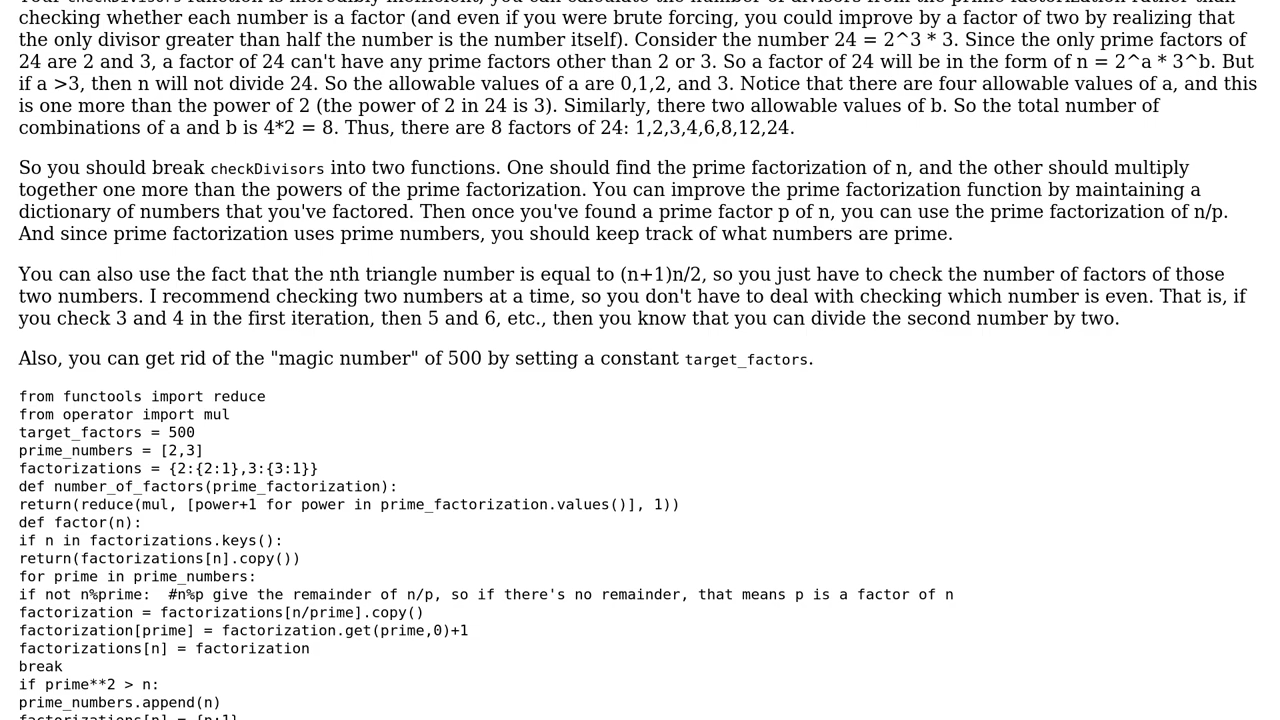 checking whether each number is a factor (and even if you were brute forcing, you could improve by a factor of two by realizing that
the only divisor greater than half the number is the number itself). Consider the number 24 = 2^3 * 3. Since the only prime factors of
24 are 2 and 3, a factor of 24 can't have any prime factors other than 2 or 3. So a factor of 24 will be in the form of n = 2^a * 3^b. But
if a >3, then n will not divide 24. So the allowable values of a are 0,1,2, and 3. Notice that there are four allowable values of a, and this
is one more than the power of 2 (the power of 2 in 24 is 3). Similarly, there two allowable values of b. So the total number of
combinations of a and b is 4*2 = 8. Thus, there are 8 factors of 24: 1,2,3,4,6,8,12,24.
So you should break checkDivisors into two functions. One should find the prime factorization of n, and the other should multiply
together one more than the powers of the prime factorization. You can improve the prime factorization function by maintaining a
dictionary of numbers that you've factored. Then once you've found a prime factor p of n, you can use the prime factorization of n/p.
And since prime factorization uses prime numbers, you should keep track of what numbers are prime.
You can also use the fact that the nth triangle number is equal to (n+1)n/2, so you just have to check the number of factors of those
two numbers. I recommend checking two numbers at a time, so you don't have to deal with checking which number is even. That is, if
you check 3 and 4 in the first iteration, then 5 and 6, etc., then you know that you can divide the second number by two.
Also, you can get rid of the "magic number" of 500 by setting a constant target_factors.
from functools import reduce
from operator import mul
target_factors = 500
prime_numbers = [2,3]
factorizations = {2:{2:1},3:{3:1}}
def number_of_factors(prime_factorization):
return(reduce(mul, [power+1 for power in prime_factorization.values()], 1))
def factor(n):
if n in factorizations.keys():
return(factorizations[n].copy())
for prime in prime_numbers:
if not n%prime:  #n%p give the remainder of n/p, so if there's no remainder, that means p is a factor of n
factorization = factorizations[n/prime].copy()
factorization[prime] = factorization.get(prime,0)+1
factorizations[n] = factorization
break
if prime**2 > n:
prime_numbers.append(n)